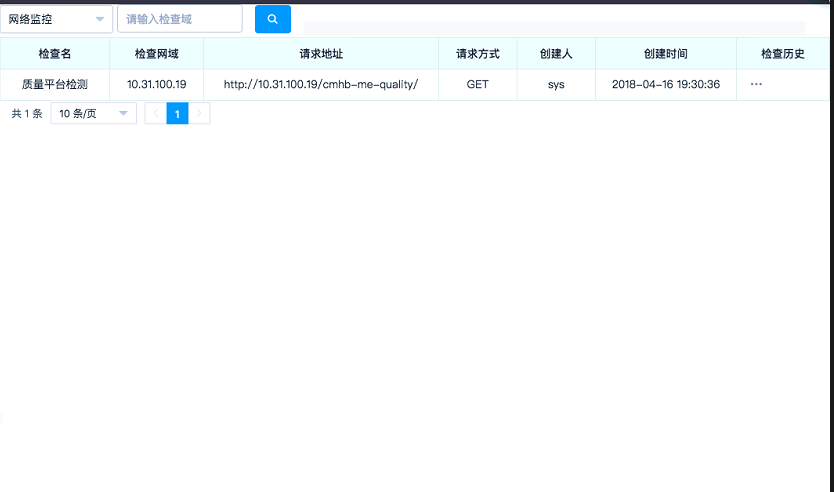 网络监控 请输入检查域
检查名 检查网域 请求地址 请求方式 创建人 创建时间 检查历史
质量平台检测 10.31.100.19 http://10.31.100.19/cmhb-me-quality/ GET sys 2018-04-16 19:30:36 ···
共 1 条 10 条/页 1